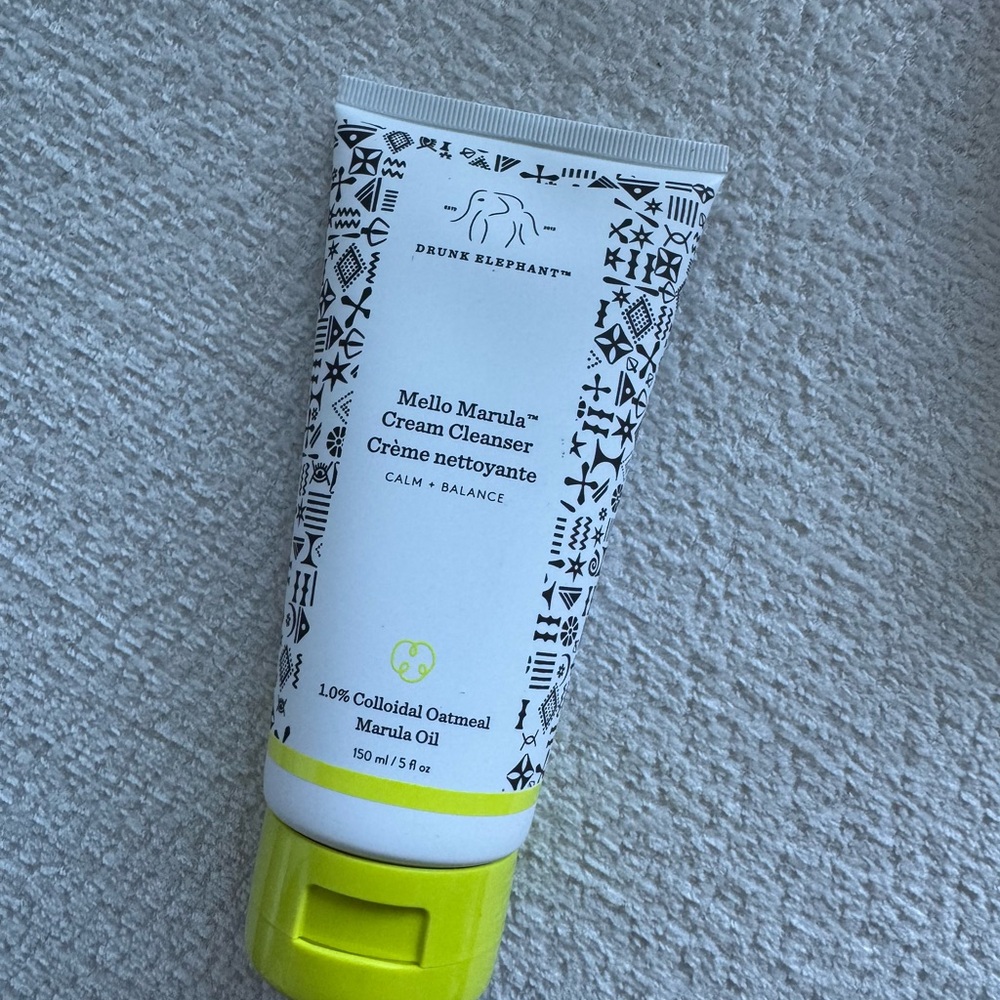 DRUNK ELEPHANT™
Mello Marula™
Cream Cleanser
Crème nettoyante
CALM + BALANCE
1.0% Colloidal Oatmeal
Marula Oil
150 ml / 5 fl oz